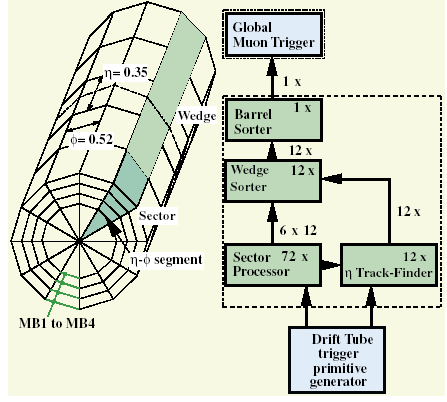 η= 0.35
φ= 0.52
Wedge
Sector
η-φ segment
MB1 to MB4
Global
Muon Trigger
1 x
1 x
Barrel
Sorter
12 x
Wedge 12 x
Sorter
12 x
6 x 12
Sector 72 x
Processor
12 x
η Track-Finder
Drift Tube
trigger
primitive
generator